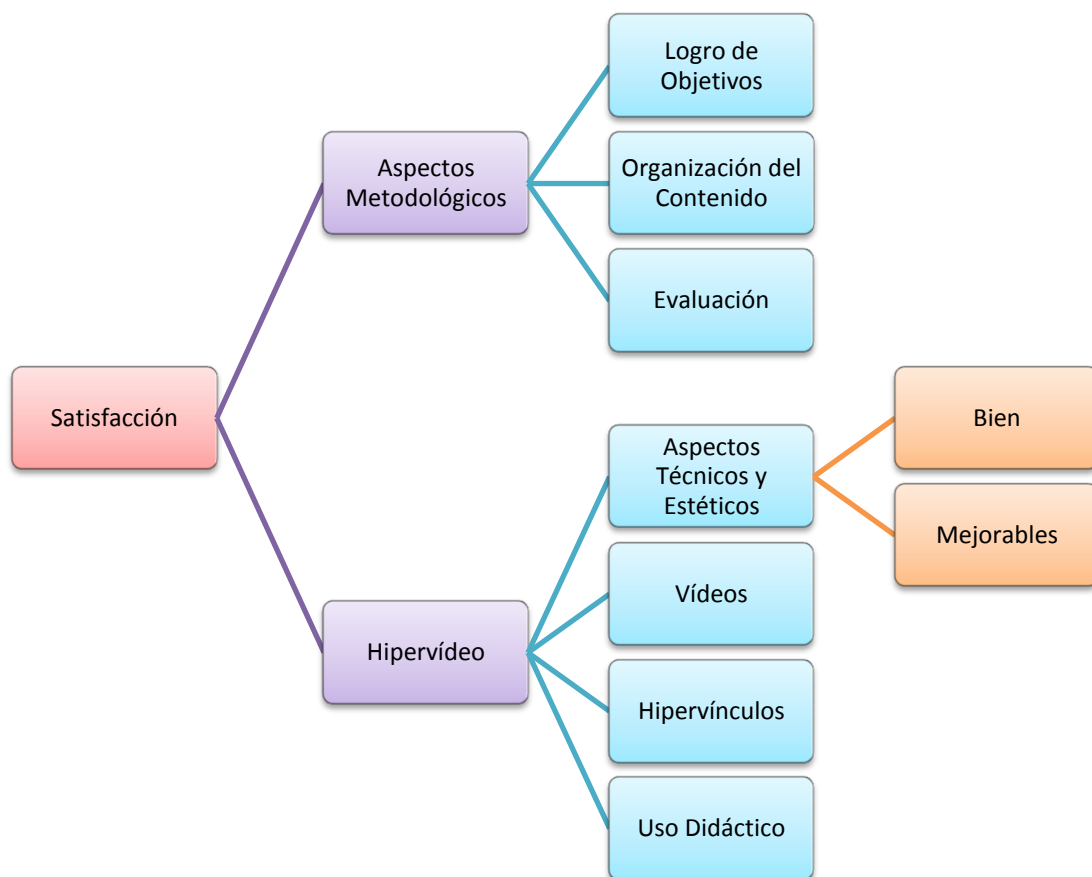 Logro de
Objetivos
Aspectos
Metodológicos
Organización del
Contenido
Evaluación
Satisfacción
Bien
Aspectos
Técnicos y
Estéticos
Mejorables
Vídeos
Hipervídeo
Hipervínculos
Uso Didáctico